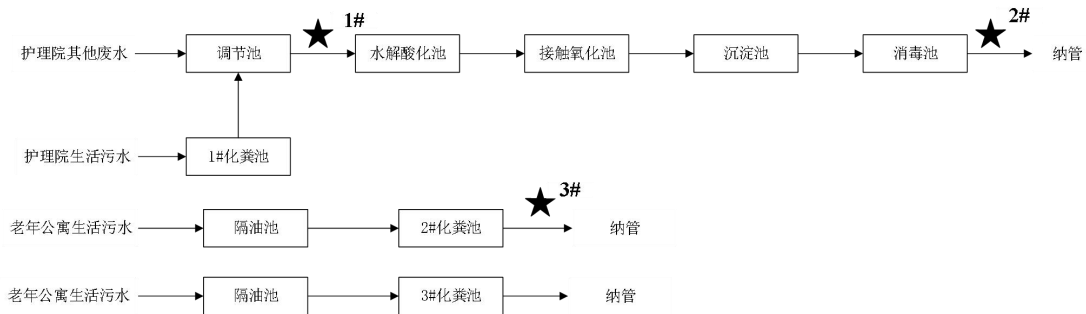 1#
2#
护理院其他废水
调节池
水解酸化池
接触氧化池
沉淀池
消毒池
纳管
护理院生活污水
1#化粪池
3#
老年公寓生活污水
隔油池
2#化粪池
纳管
老年公寓生活污水
隔油池
3#化粪池
纳管